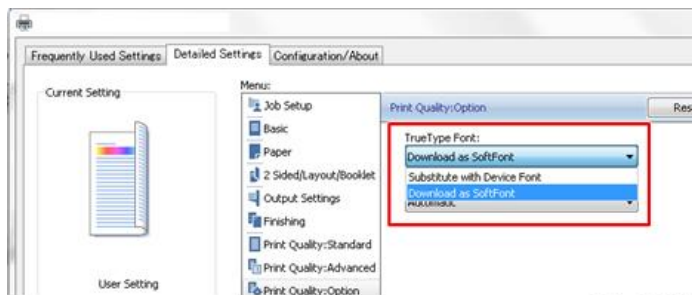 Frequently Used Settings
Detailed Settings
Configuration/About
Current Setting
User Setting
Menu:
Job Setup
Basic
Paper
2 Sided/Layout/Booklet
Output Settings
Finishing
Print Quality:Standard
Print Quality:Advanced
Print Quality:Option
Print Quality:Option
Res
TrueType Font:
Download as SoftFont
Substitute with Device Font
Download as SoftFont
Automatic